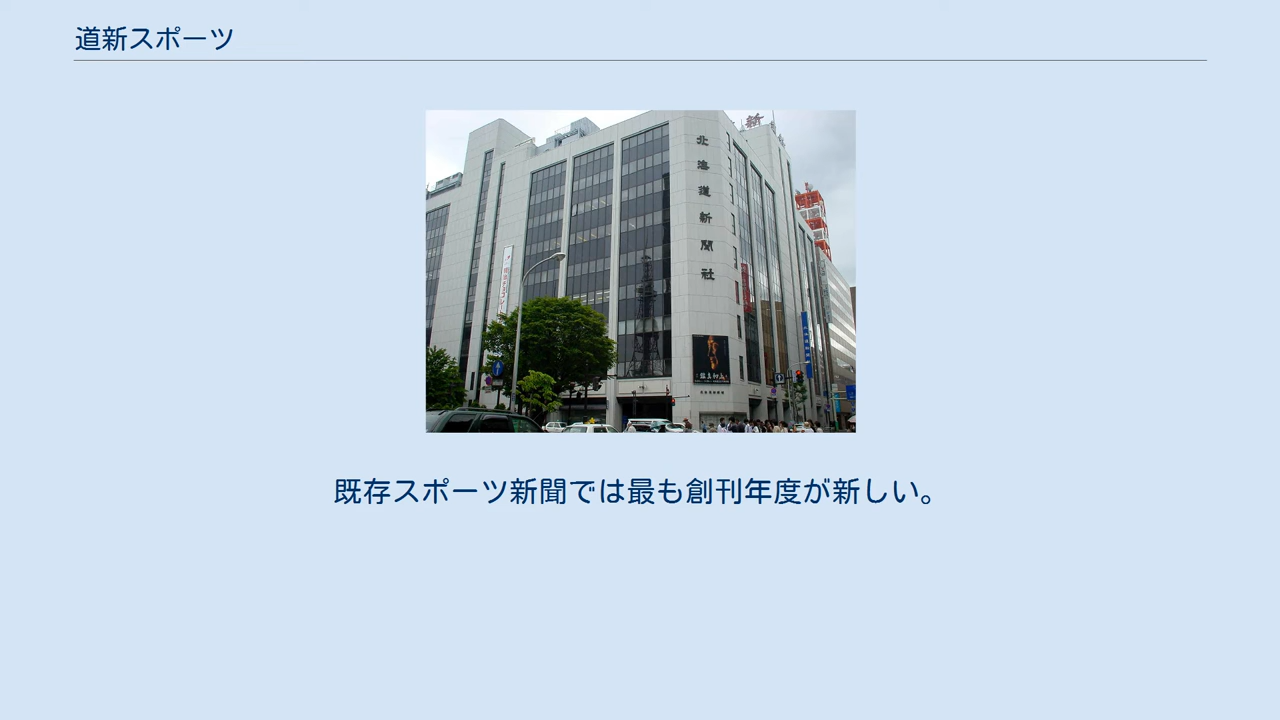 道新スポーツ
新
北海道新聞社
既存スポーツ新聞では最も創刊年度が新しい。